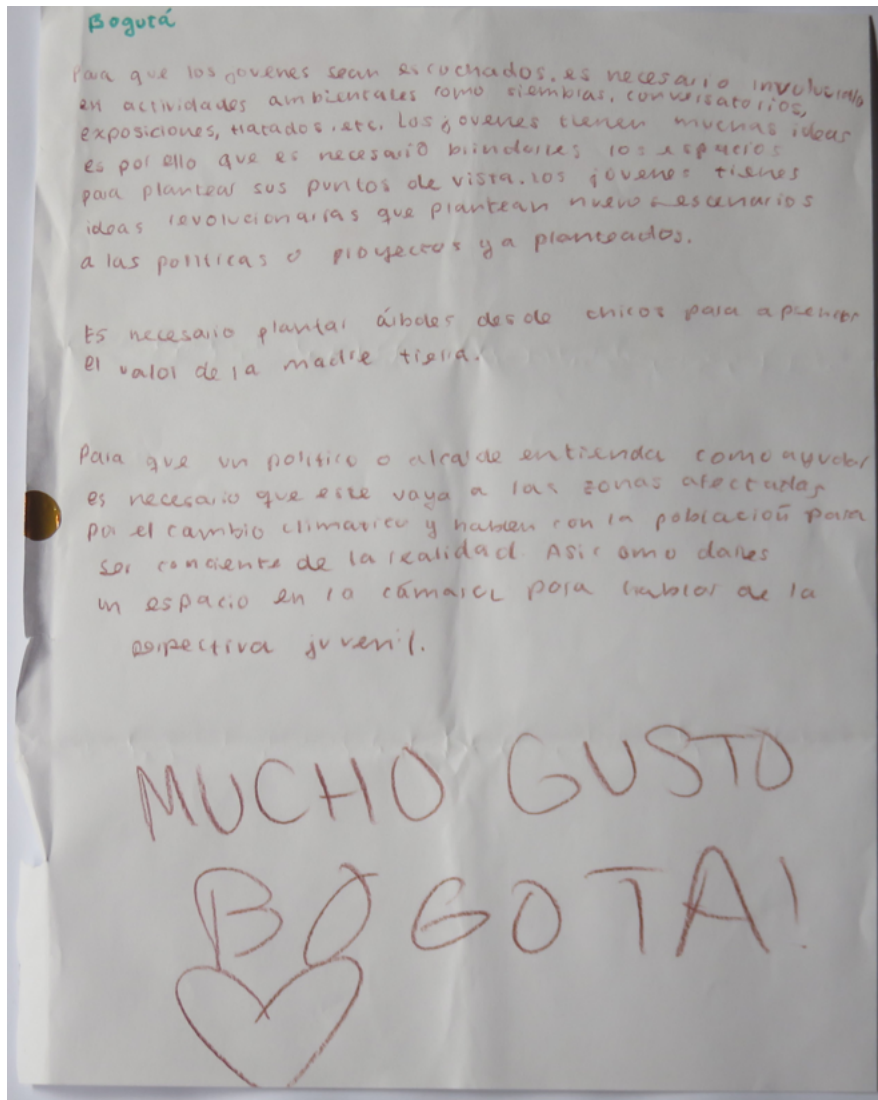 Bogotá
Para que los jovenes sean escuchados, es necesario involucrarlo
en actividades ambientales como siembras, conversatorios,
exposiciones, tratados, etc. Los jovenes tienen muchas ideas
es por ello que es necesario brindarles los espacios
para plantear sus puntos de vista. Los jóvenes tienes
ideas revolucionarias que plantean nuevos escenarios
a las politicas o proyectos ya planteados.
Es necesario plantar árboles desde chicos para aprender
el valor de la madre tierra.
Para que un politico o alcalde entienda como ayudar
es necesario que este vaya a las zonas afectadas
por el cambio climatico y hablen con la población para
ser conciente de la realidad. Asi como darles
un espacio en la cámara para hablar de la
perspectiva juvenil.
MUCHO GUSTO
BOGOTA!